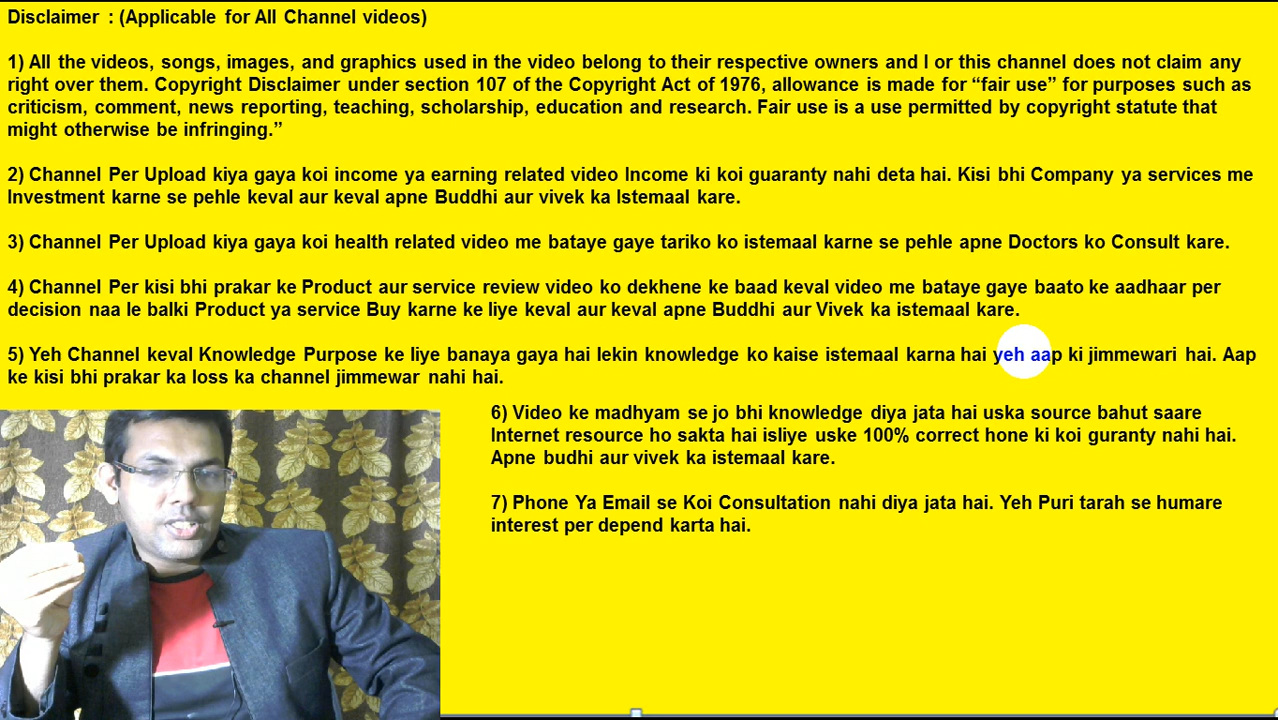 Disclaimer : (Applicable for All Channel videos)
1) All the videos, songs, images, and graphics used in the video belong to their respective owners and I or this channel does not claim any
right over them. Copyright Disclaimer under section 107 of the Copyright Act of 1976, allowance is made for “fair use” for purposes such as
criticism, comment, news reporting, teaching, scholarship, education and research. Fair use is a use permitted by copyright statute that
might otherwise be infringing.”
2) Channel Per Upload kiya gaya koi income ya earning related video Income ki koi guaranty nahi deta hai. Kisi bhi Company ya services me
Investment karne se pehle keval aur keval apne Buddhi aur vivek ka Istemaal kare.
3) Channel Per Upload kiya gaya koi health related video me bataye gaye tariko ko istemaal karne se pehle apne Doctors ko Consult kare.
4) Channel Per kisi bhi prakar ke Product aur service review video ko dekhene ke baad keval video me bataye gaye baato ke aadhaar per
decision naa le balki Product ya service Buy karne ke liye keval aur keval apne Buddhi aur Vivek ka istemaal kare.
5) Yeh Channel keval Knowledge Purpose ke liye banaya gaya hai lekin knowledge ko kaise istemaal karna hai yeh aap ki jimmewari hai. Aap
ke kisi bhi prakar ka loss ka channel jimmewar nahi hai.
6) Video ke madhyam se jo bhi knowledge diya jata hai uska source bahut saare
Internet resource ho sakta hai isliye uske 100% correct hone ki koi guranty nahi hai.
Apne budhi aur vivek ka istemaal kare.
7) Phone Ya Email se Koi Consultation nahi diya jata hai. Yeh Puri tarah se humare
interest per depend karta hai.